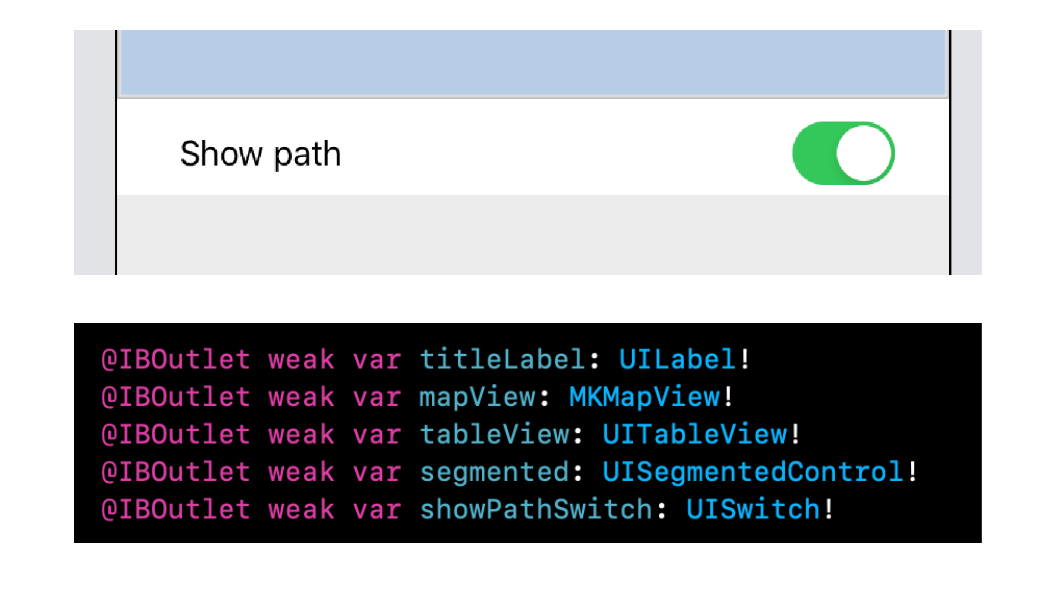 Show path
@IBOutlet weak var titleLabel: UILabel!
@IBOutlet weak var mapView: MKMapView!
@IBOutlet weak var tableView: UITableView!
@IBOutlet weak var segmented: UISegmentedControl!
@IBOutlet weak var showPathSwitch: UISwitch!